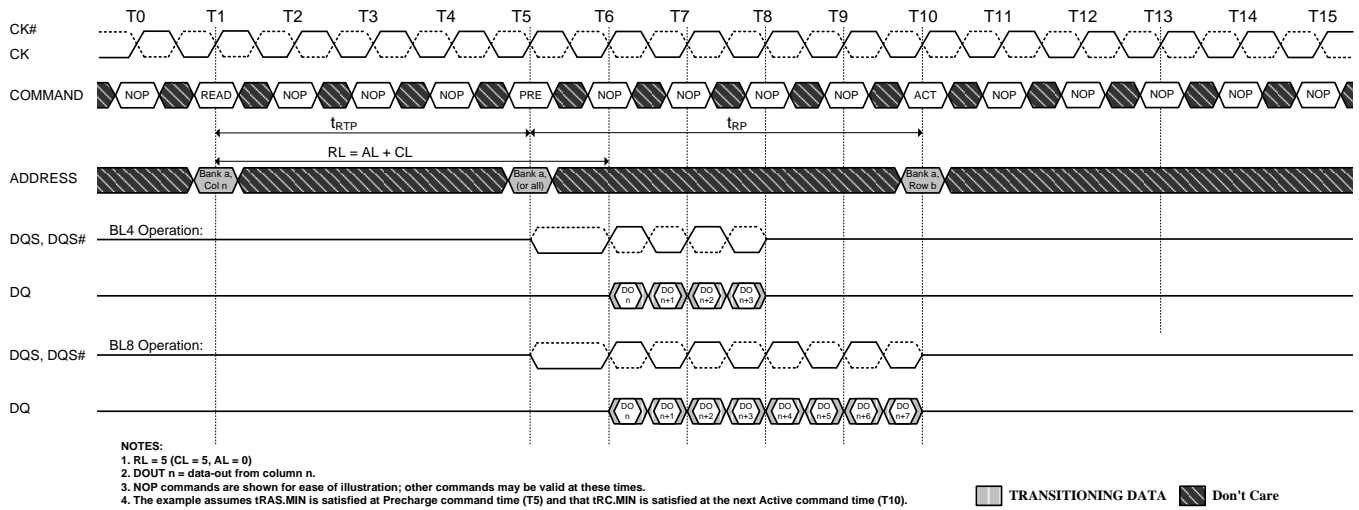 T0 T1 T2 T3 T4 T5 T6 T7 T8 T9 T10 T11 T12 T13 T14 T15
CK#
CK
COMMAND NOP READ NOP NOP NOP PRE NOP NOP NOP NOP ACT NOP NOP NOP NOP NOP
tRTP tRP
RL = AL + CL
ADDRESS Bank a, Col n Bank a, (or all) Bank a, Row b
BL4 Operation:
DQS, DQS#
DQ DO n DO n+1 DO n+2 DO n+3
BL8 Operation:
DQS, DQS#
DQ DO n DO n+1 DO n+2 DO n+3 DO n+4 DO n+5 DO n+6 DO n+7
NOTES:
1. RL = 5 (CL = 5, AL = 0)
2. DOUT n = data-out from column n.
3. NOP commands are shown for ease of illustration; other commands may be valid at these times.
4. The example assumes tRAS.MIN is satisfied at Precharge command time (T5) and that tRC.MIN is satisfied at the next Active command time (T10).
TRANSITIONING DATA Don't Care